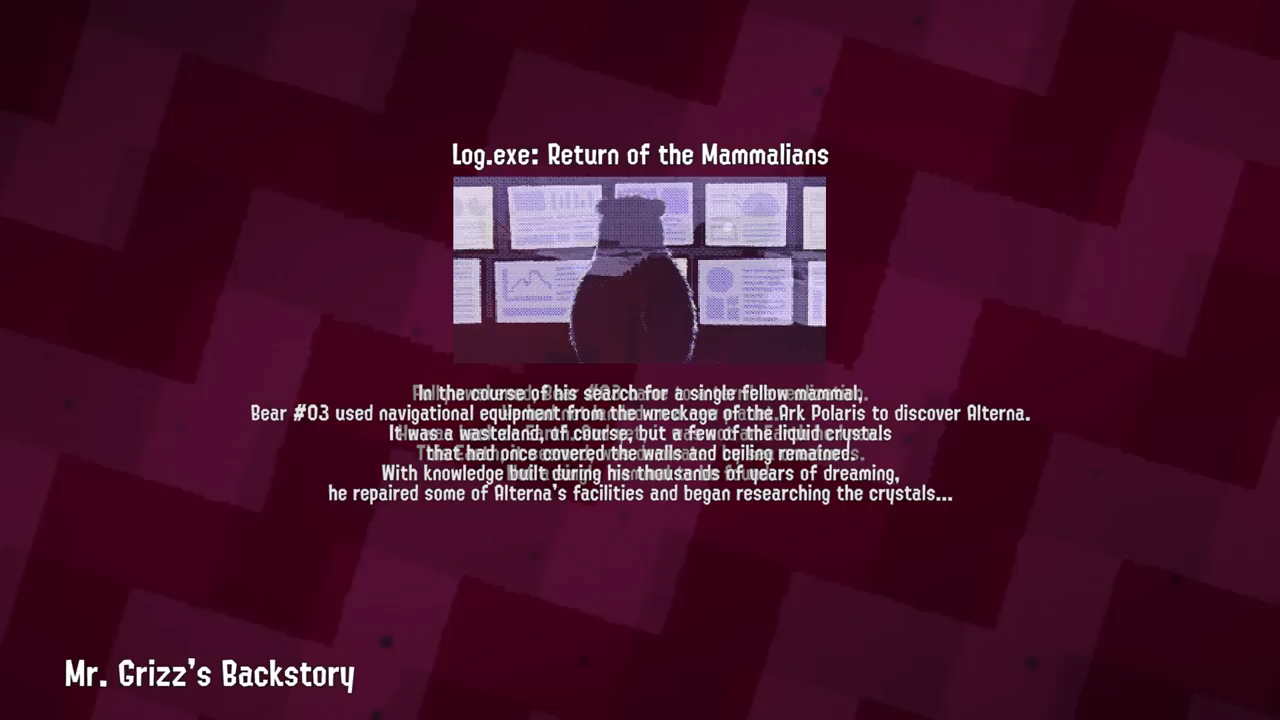 Log.exe: Return of the Mammalians
In the course of his search for a single fellow mammal,
Bear #03 used navigational equipment from the wreckage of the Ark Polaris to discover Alterna.
It was a wasteland, of course, but a few of the liquid crystals
that had once covered the walls and ceiling remained.
With knowledge built during his thousands of years of dreaming,
he repaired some of Alterna's facilities and began researching the crystals...
Mr. Grizz's Backstory